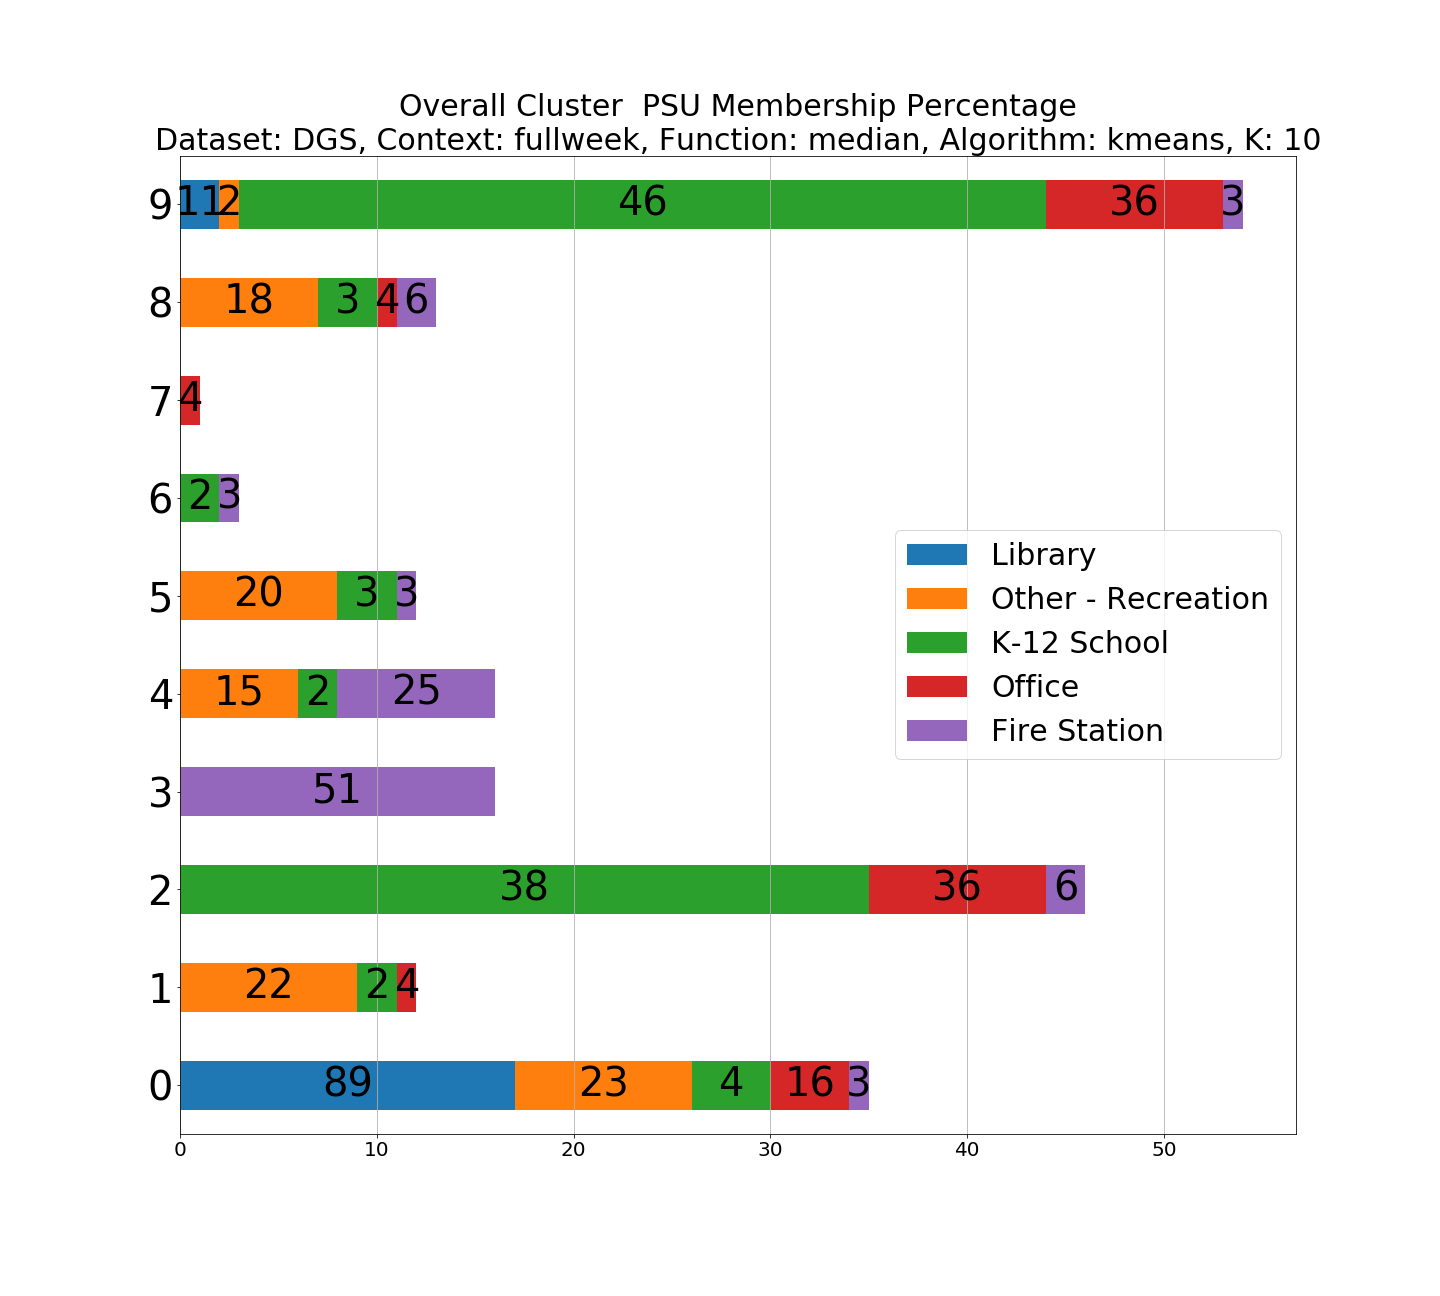 Overall Cluster  PSU Membership Percentage
Dataset: DGS, Context: fullweek, Function: median, Algorithm: kmeans, K: 10
9 11 2 46 36 3
8 18 3 4 6
7 4
6 2 3
5 20 3 3
4 15 2 25
3 51
2 38 36 6
1 22 2 4
0 89 23 4 16 3
0 10 20 30 40 50
Library
Other - Recreation
K-12 School
Office
Fire Station